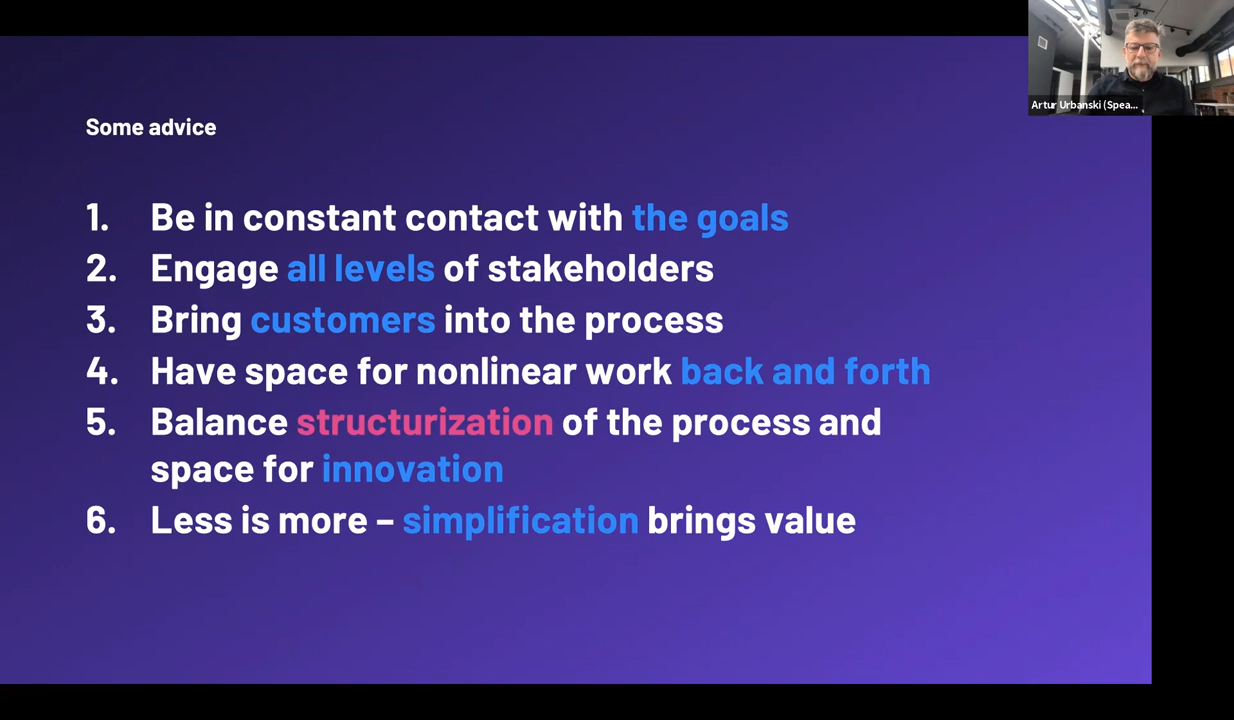 Some advice
1. Be in constant contact with the goals
2. Engage all levels of stakeholders
3. Bring customers into the process
4. Have space for nonlinear work back and forth
5. Balance structurization of the process and
space for innovation
6. Less is more – simplification brings value
Artur Urbanski (Spea...